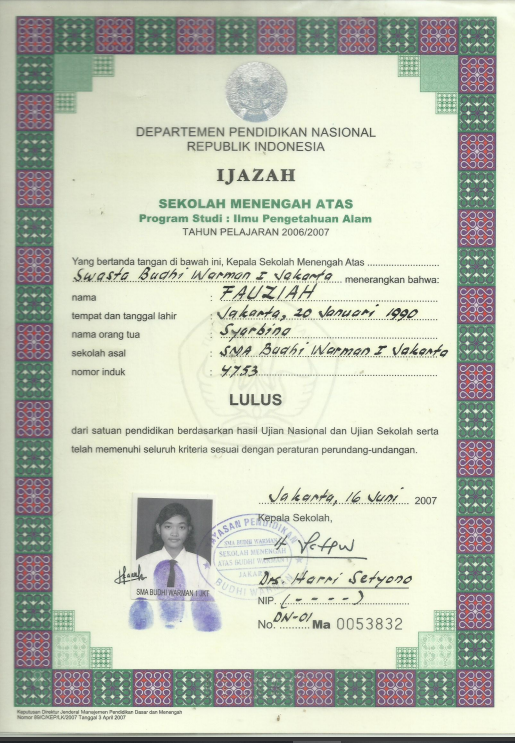 DEPARTEMEN PENDIDIKAN NASIONAL
REPUBLIK INDONESIA
IJAZAH
SEKOLAH MENENGAH ATAS
Program Studi : Ilmu Pengetahuan Alam
TAHUN PELAJARAN 2006/2007
Yang bertanda tangan di bawah ini, Kepala Sekolah Menengah Atas
Swasta Budhi Warman I Jakarta menerangkan bahwa:
nama : FAUZIAH
tempat dan tanggal lahir : Jakarta, 20 Januari 1990
nama orang tua : Syarbina
sekolah asal : SMA Budhi Warman I Jakarta
nomor induk : 4753
LULUS
dari satuan pendidikan berdasarkan hasil Ujian Nasional dan Ujian Sekolah serta
telah memenuhi seluruh kriteria sesuai dengan peraturan perundang-undangan.
Jakarta, 16 Juni 2007
Kepala Sekolah,
YAYASAN PENDIDIKAN
SMA BUDHI WARMAN I
SEKOLAH MENENGAH
ATAS BUDHI WARMAN I
JAKARTA
BUDHI WARMAN
Drs. Harri Setyono
SMA BUDHI WARMAN 1 JKT
NIP. (- - - -)
No. DN-01 Ma 0053832
Keputusan Direktur Jenderal Manajemen Pendidikan Dasar dan Menengah
Nomor 99/C/KEP/LK/2007 Tanggal 3 April 2007